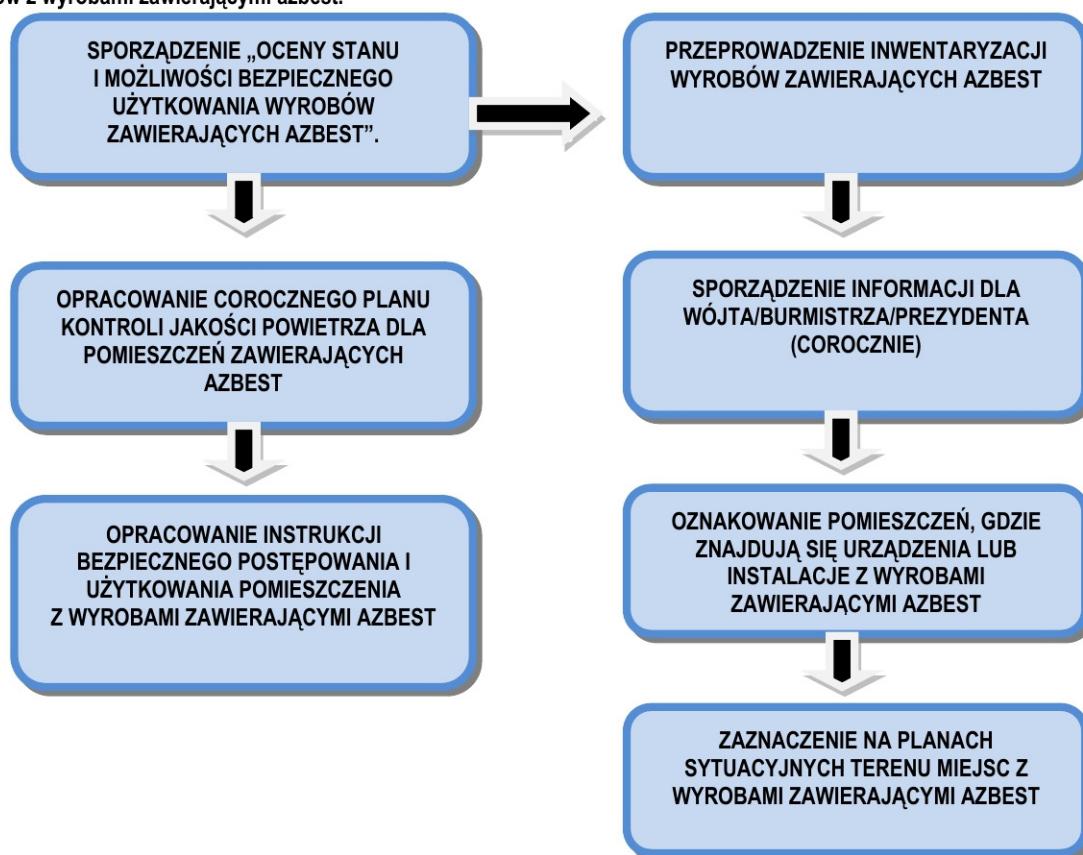 z wyrobami zawierającymi azbest.
SPORZĄDZENIE „OCENY STANU
I MOŻLIWOŚCI BEZPIECZNEGO
UŻYTKOWANIA WYROBÓW
ZAWIERAJĄCYCH AZBEST”.
OPRACOWANIE COROCZNEGO PLANU
KONTROLI JAKOŚCI POWIETRZA DLA
POMIESZCZEŃ ZAWIERAJĄCYCH
AZBEST
OPRACOWANIE INSTRUKCJI
BEZPIECZNEGO POSTĘPOWANIA I
UŻYTKOWANIA POMIESZCZENIA
Z WYROBAMI ZAWIERAJĄCYMI AZBEST
PRZEPROWADZENIE INWENTARYZACJI
WYROBÓW ZAWIERAJĄCYCH AZBEST
SPORZĄDZENIE INFORMACJI DLA
WÓJTA/BURMISTRZA/PREZYDENTA
(COROCZNIE)
OZNAKOWANIE POMIESZCZEŃ, GDZIE
ZNAJDUJĄ SIĘ URZĄDZENIA LUB
INSTALACJE Z WYROBAMI
ZAWIERAJĄCYMI AZBEST
ZAZNACZENIE NA PLANACH
SYTUACYJNYCH TERENU MIEJSC Z
WYROBAMI ZAWIERAJĄCYMI AZBEST